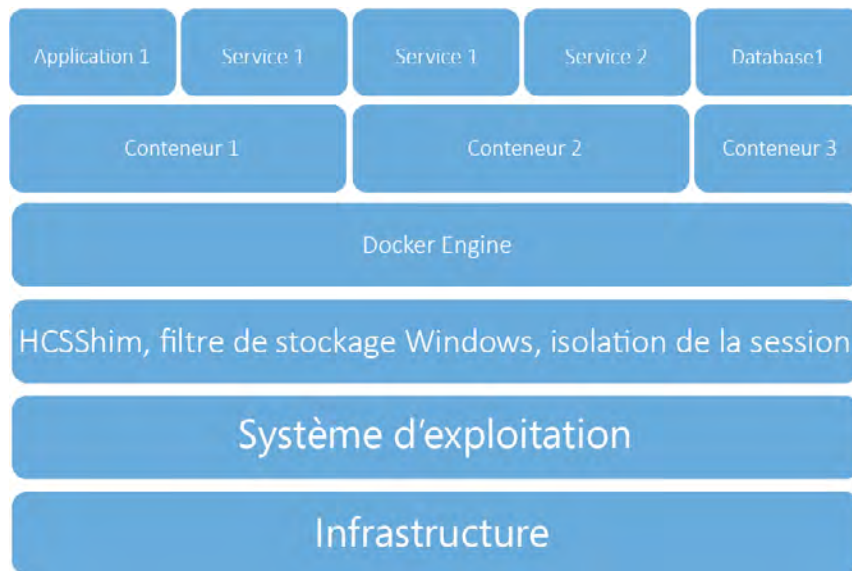 Application 1
Service 1
Service 1
Service 2
Database1
Conteneur 1
Conteneur 2
Conteneur 3
Docker Engine
HCSShim, filtre de stockage Windows, isolation de la session
Système d'exploitation
Infrastructure